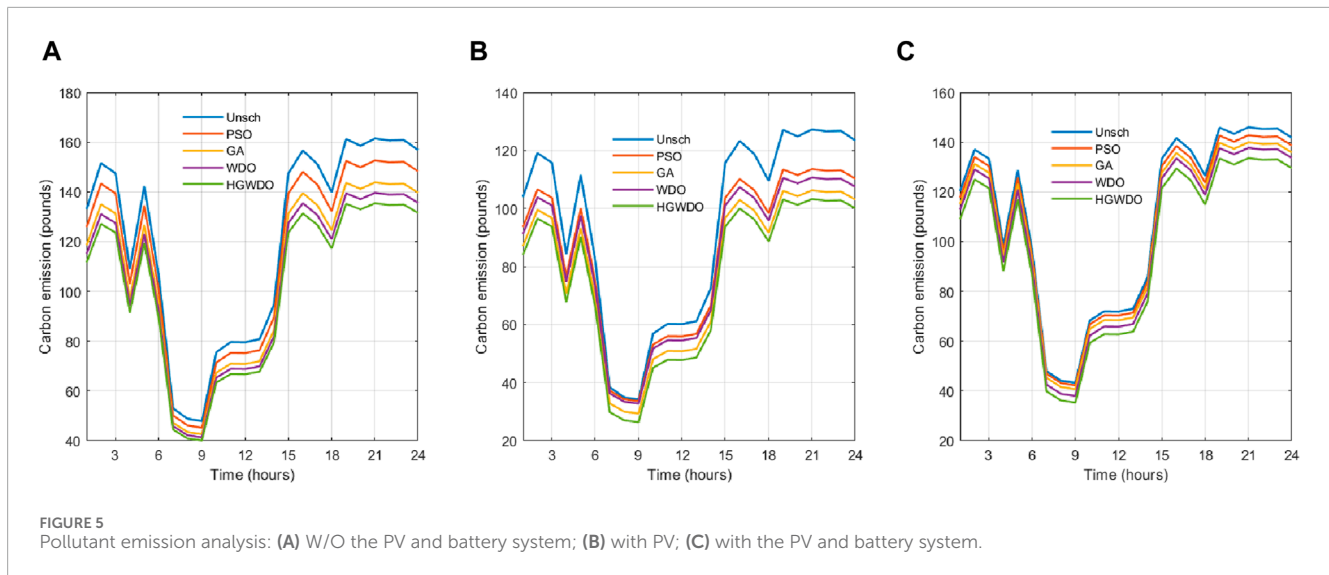 A
180
160
140
120
100
80
60
40
Carbon emission (pounds)
Unsch
PSO
GA
WDO
HGWDO
3 6 9 12 15 18 21 24
Time (hours)
B
140
120
100
80
60
40
20
Carbon emission (pounds)
Unsch
PSO
GA
WDO
HGWDO
3 6 9 12 15 18 21 24
Time (hours)
C
160
140
120
100
80
60
40
20
Carbon emission (pounds)
Unsch
PSO
GA
WDO
HGWDO
3 6 9 12 15 18 21 24
Time (hours)
FIGURE 5
Pollutant emission analysis: (A) W/O the PV and battery system; (B) with PV; (C) with the PV and battery system.